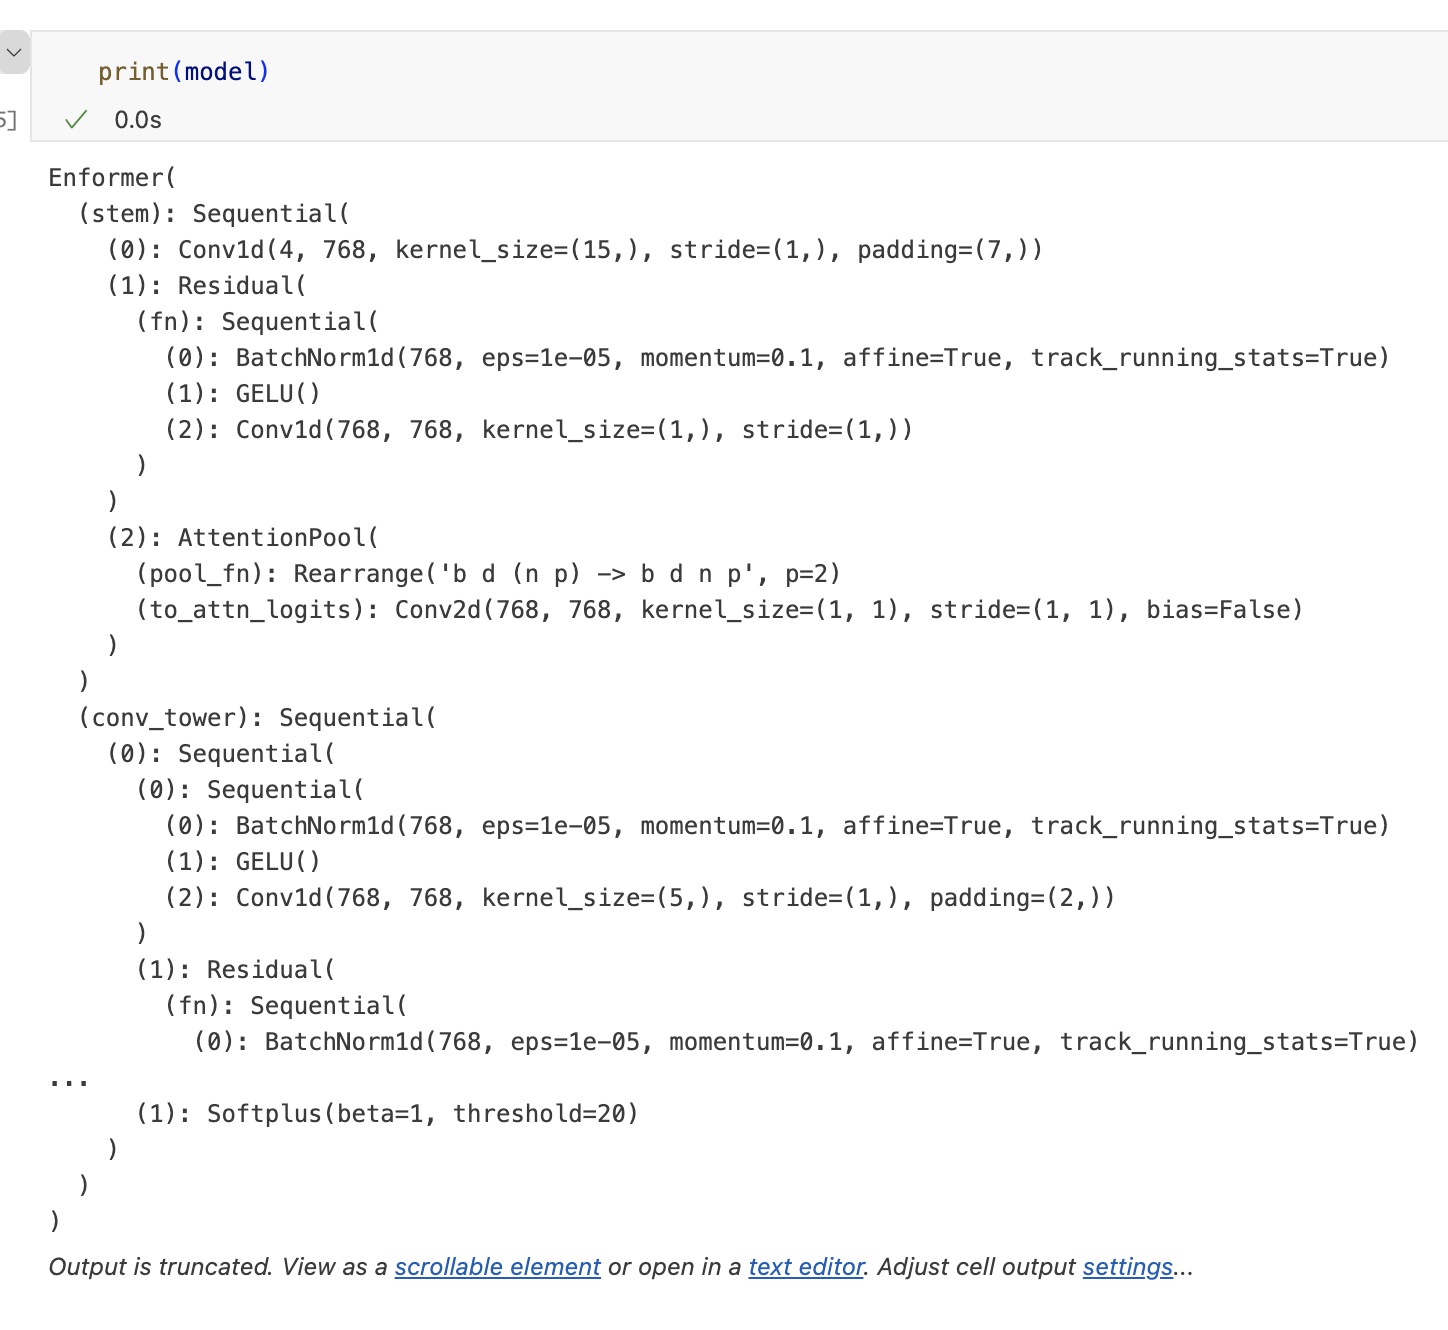 print(model)
5]
0.0s
Enformer(
  (stem): Sequential(
    (0): Conv1d(4, 768, kernel_size=(15,), stride=(1,), padding=(7,))
    (1): Residual(
      (fn): Sequential(
        (0): BatchNorm1d(768, eps=1e-05, momentum=0.1, affine=True, track_running_stats=True)
        (1): GELU()
        (2): Conv1d(768, 768, kernel_size=(1,), stride=(1,))
      )
    )
    (2): AttentionPool(
      (pool_fn): Rearrange('b d (n p) -> b d n p', p=2)
      (to_attn_logits): Conv2d(768, 768, kernel_size=(1, 1), stride=(1, 1), bias=False)
    )
  )
  (conv_tower): Sequential(
    (0): Sequential(
      (0): Sequential(
        (0): BatchNorm1d(768, eps=1e-05, momentum=0.1, affine=True, track_running_stats=True)
        (1): GELU()
        (2): Conv1d(768, 768, kernel_size=(5,), stride=(1,), padding=(2,))
      )
      (1): Residual(
        (fn): Sequential(
          (0): BatchNorm1d(768, eps=1e-05, momentum=0.1, affine=True, track_running_stats=True)
...
      (1): Softplus(beta=1, threshold=20)
    )
  )
)
Output is truncated. View as a scrollable element or open in a text editor. Adjust cell output settings...